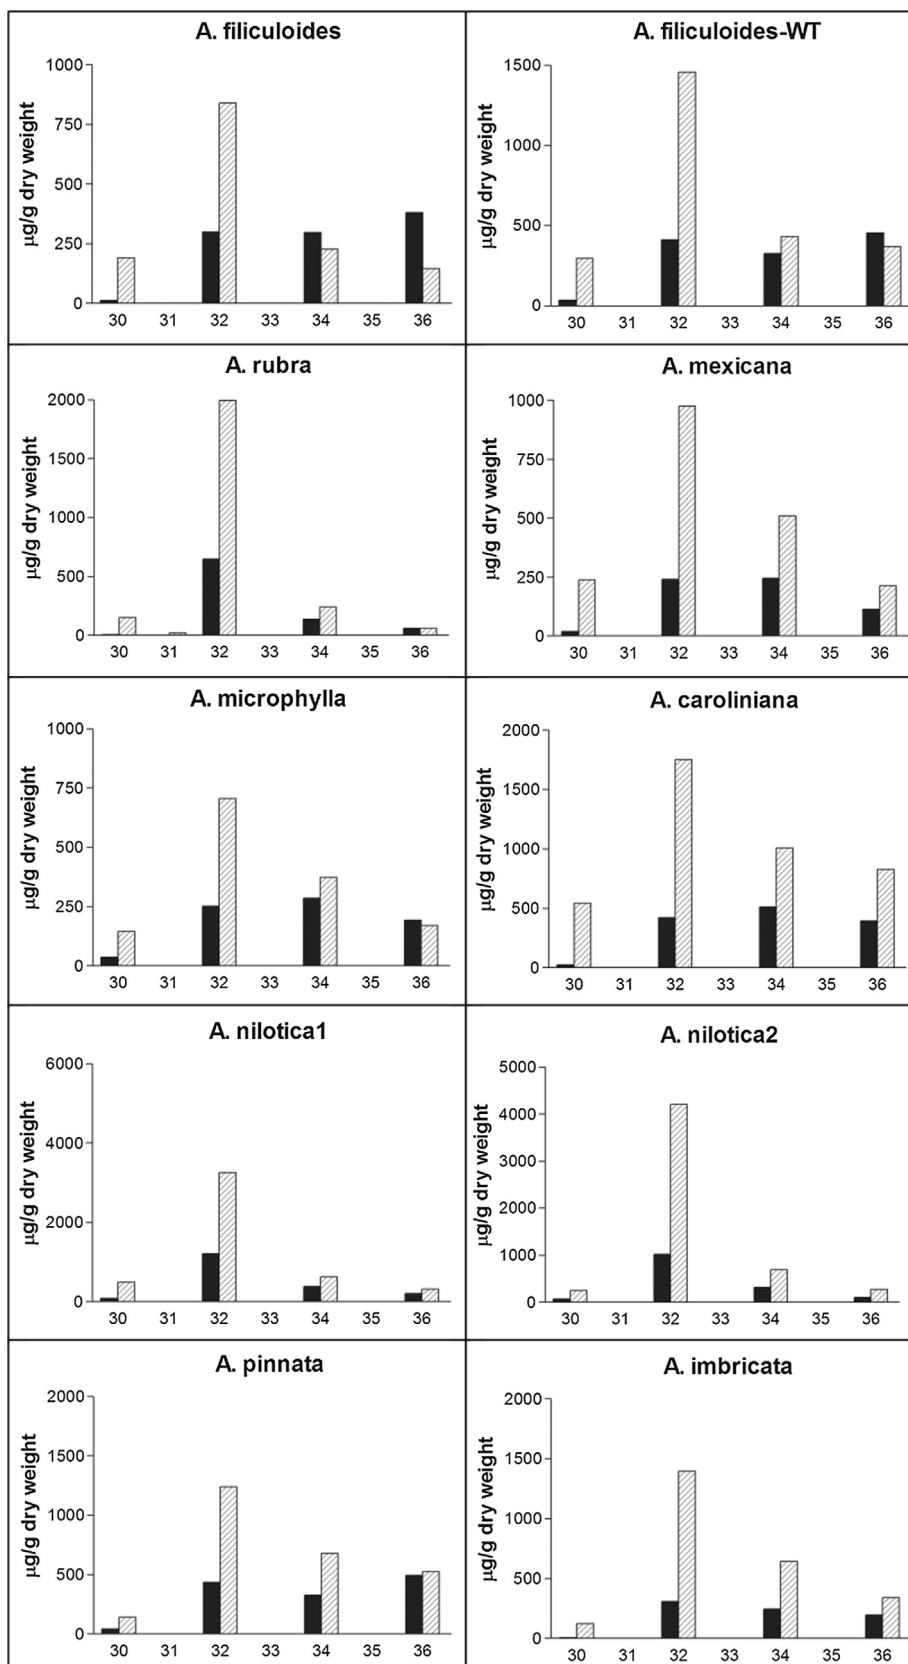 A. filiculoides
μg/g dry weight
1000
750
500
250
0
30 31 32 33 34 35 36
A. filiculoides-WT
μg/g dry weight
1500
1000
500
0
30 31 32 33 34 35 36
A. rubra
μg/g dry weight
2000
1500
1000
500
0
30 31 32 33 34 35 36
A. mexicana
μg/g dry weight
1000
750
500
250
0
30 31 32 33 34 35 36
A. microphylla
μg/g dry weight
1000
750
500
250
0
30 31 32 33 34 35 36
A. caroliniana
μg/g dry weight
2000
1500
1000
500
0
30 31 32 33 34 35 36
A. nilotica1
μg/g dry weight
6000
4000
2000
0
30 31 32 33 34 35 36
A. nilotica2
μg/g dry weight
5000
4000
3000
2000
1000
0
30 31 32 33 34 35 36
A. pinnata
μg/g dry weight
2000
1500
1000
500
0
30 31 32 33 34 35 36
A. imbricata
μg/g dry weight
2000
1500
1000
500
0
30 31 32 33 34 35 36